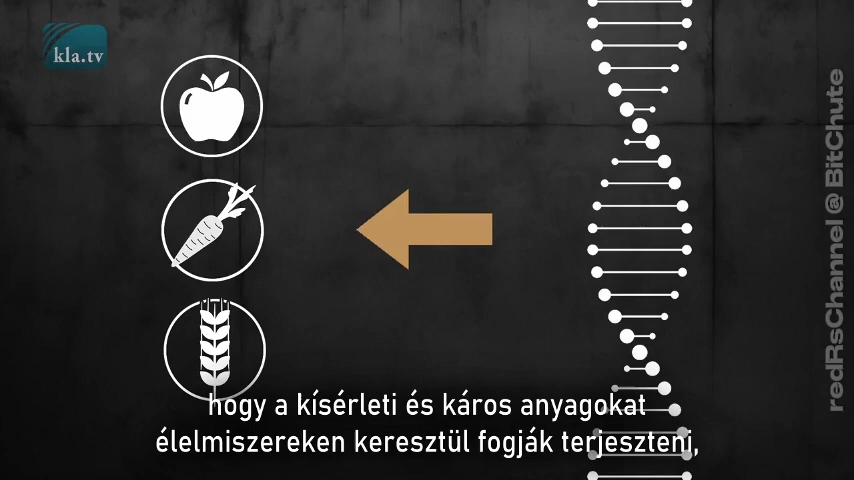 kla.tv
redRsChannel @ BitChute
hogy a kísérleti és káros anyagokat
élelmiszereken keresztül fogják terjeszteni,